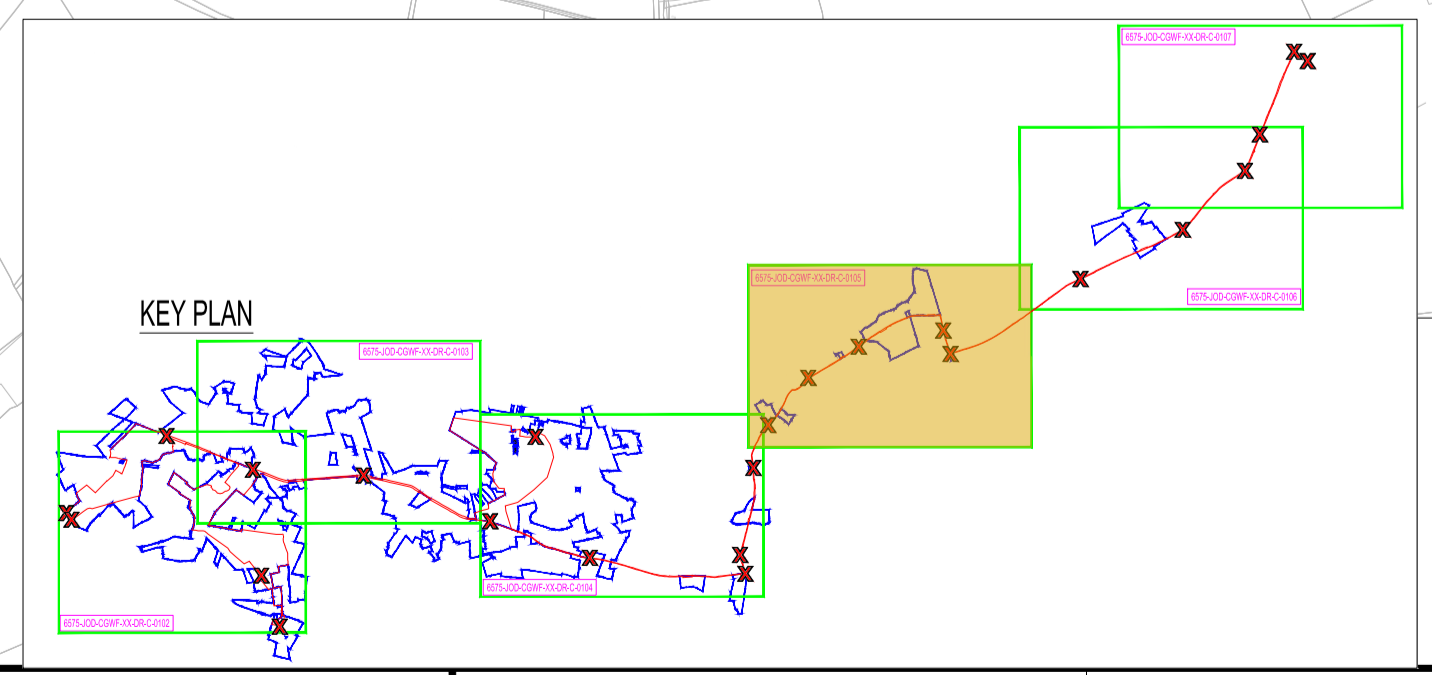 6575-JOD-CGWF-XX-DR-C-0107
6575-JOD-CGWF-XX-DR-C-0105
6575-JOD-CGWF-XX-DR-C-0106
KEY PLAN
6575-JOD-CGWF-XX-DR-C-0103
6575-JOD-CGWF-XX-DR-C-0104
6575-JOD-CGWF-XX-DR-C-0102